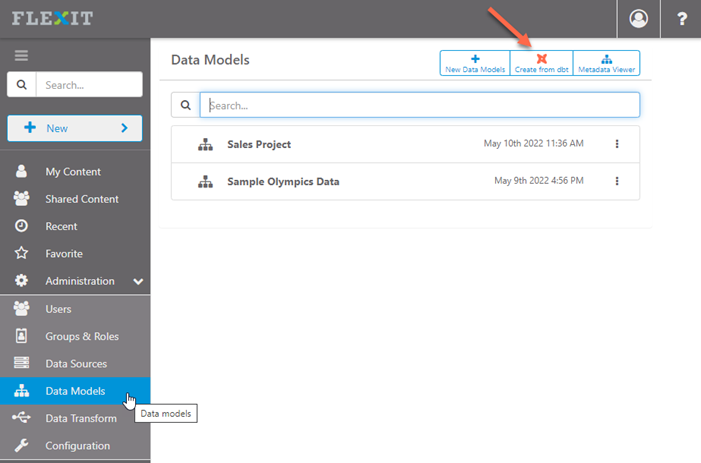 FLEXIT
?
Search...
New
My Content
Shared Content
Recent
Favorite
Administration
Users
Groups & Roles
Data Sources
Data Models
Data models
Data Transform
Configuration
Data Models
New Data Models
Create from dbt
Metadata Viewer
Search...
Sales Project May 10th 2022 11:36 AM
Sample Olympics Data May 9th 2022 4:56 PM